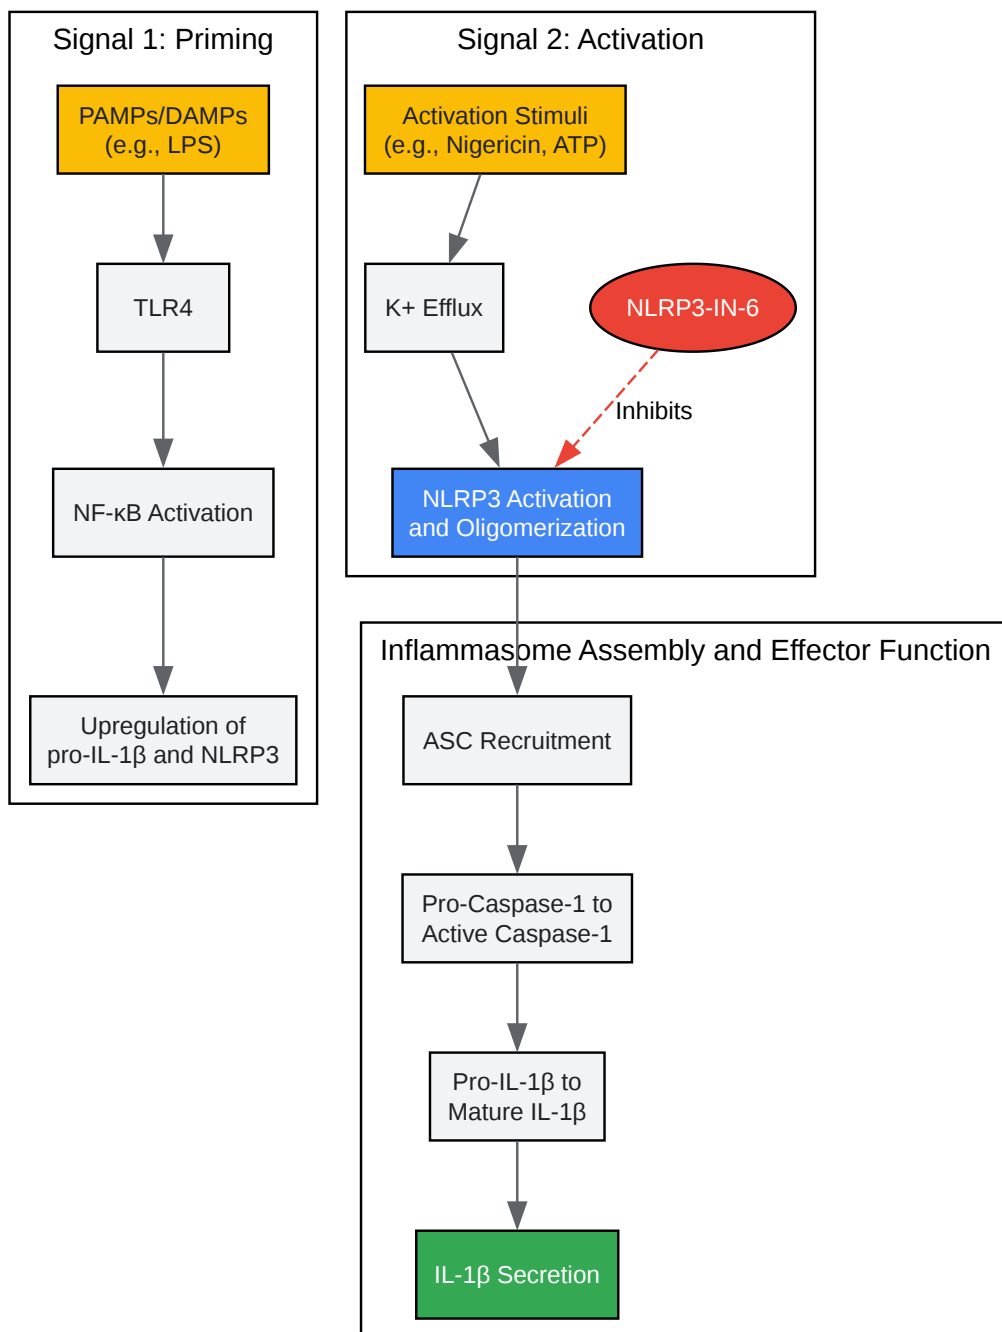 Signal 1: Priming
PAMPs/DAMPs
(e.g., LPS)
TLR4
NF-κB Activation
Upregulation of
pro-IL-1β and NLRP3
Signal 2: Activation
Activation Stimuli
(e.g., Nigericin, ATP)
K+ Efflux
NLRP3-IN-6
Inhibits
NLRP3 Activation
and Oligomerization
Inflammasome Assembly and Effector Function
ASC Recruitment
Pro-Caspase-1 to
Active Caspase-1
Pro-IL-1β to
Mature IL-1β
IL-1β Secretion